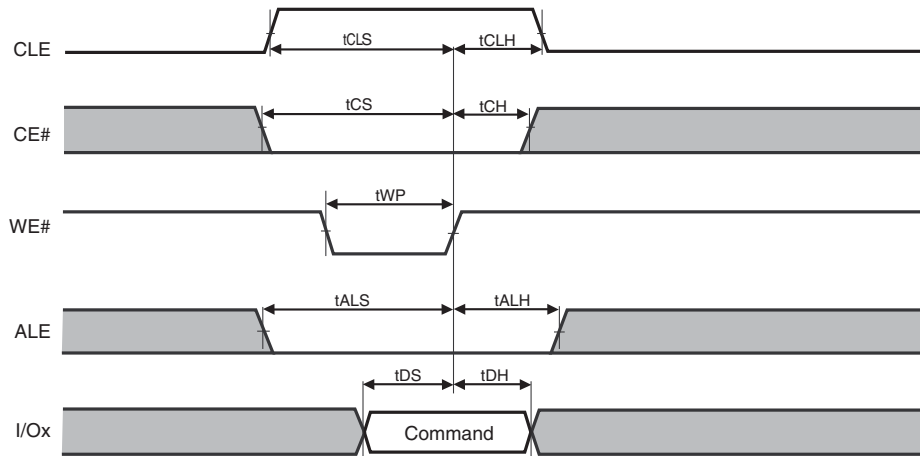 CLE tCLS tCLH
CE# tCS tCH
WE# tWP
ALE tALS tALH
tDS tDH
I/Ox Command